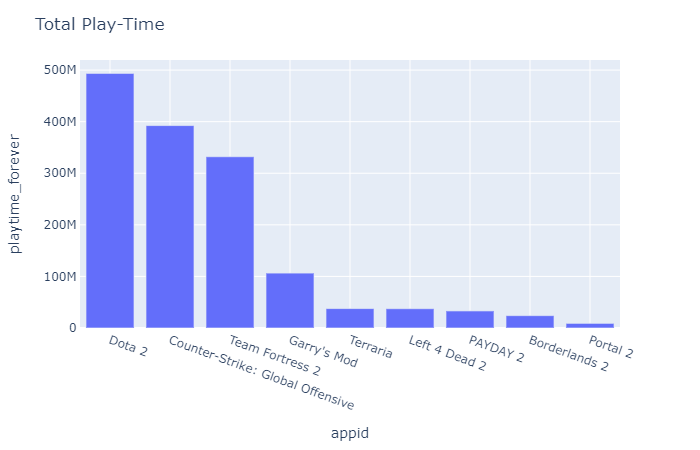 Total Play-Time
playtime_forever
500M
400M
300M
200M
100M
0
Dota 2
Counter-Strike: Global Offensive
Team Fortress 2
Garry's Mod
Terraria
Left 4 Dead 2
PAYDAY 2
Borderlands 2
Portal 2
appid